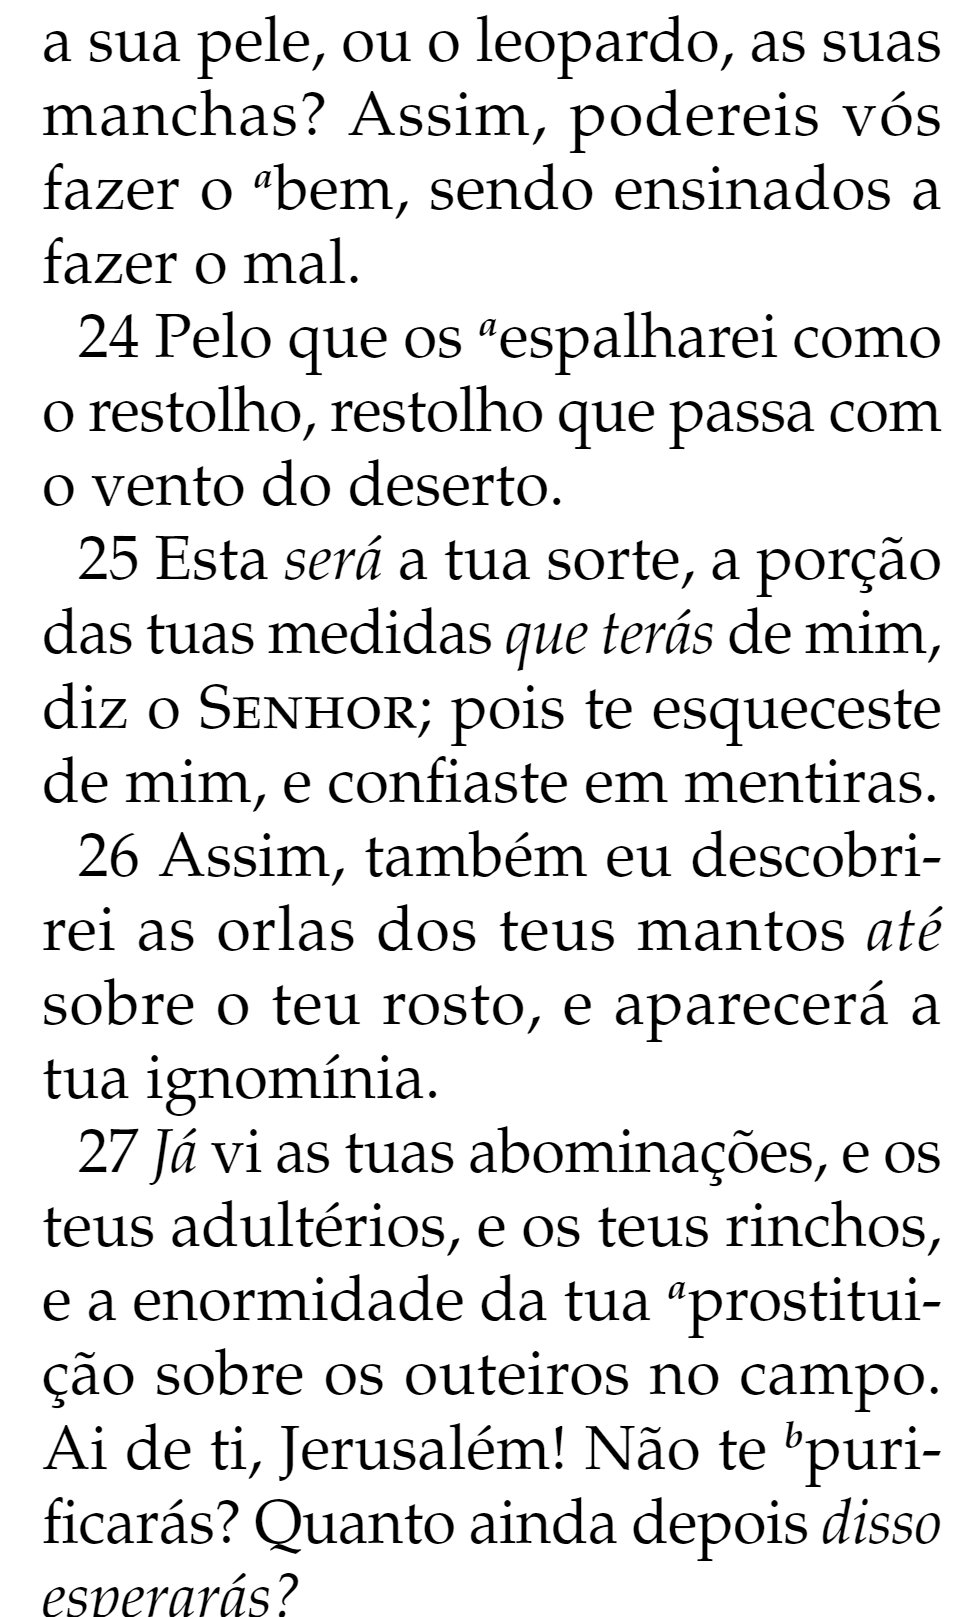 a sua pele, ou o leopardo, as suas
manchas? Assim, podereis vós
fazer o ᵃbem, sendo ensinados a
fazer o mal.
24 Pelo que os ᵃespalharei como
o restolho, restolho que passa com
o vento do deserto.
25 Esta será a tua sorte, a porção
das tuas medidas que terás de mim,
diz o SENHOR; pois te esqueceste
de mim, e confiaste em mentiras.
26 Assim, também eu descobri-
rei as orlas dos teus mantos até
sobre o teu rosto, e aparecerá a
tua ignomínia.
27 Já vi as tuas abominações, e os
teus adultérios, e os teus rinchos,
e a enormidade da tua ᵃprostitui-
ção sobre os outeiros no campo.
Ai de ti, Jerusalém! Não te ᵇpuri-
ficarás? Quanto ainda depois disso
esperarás?